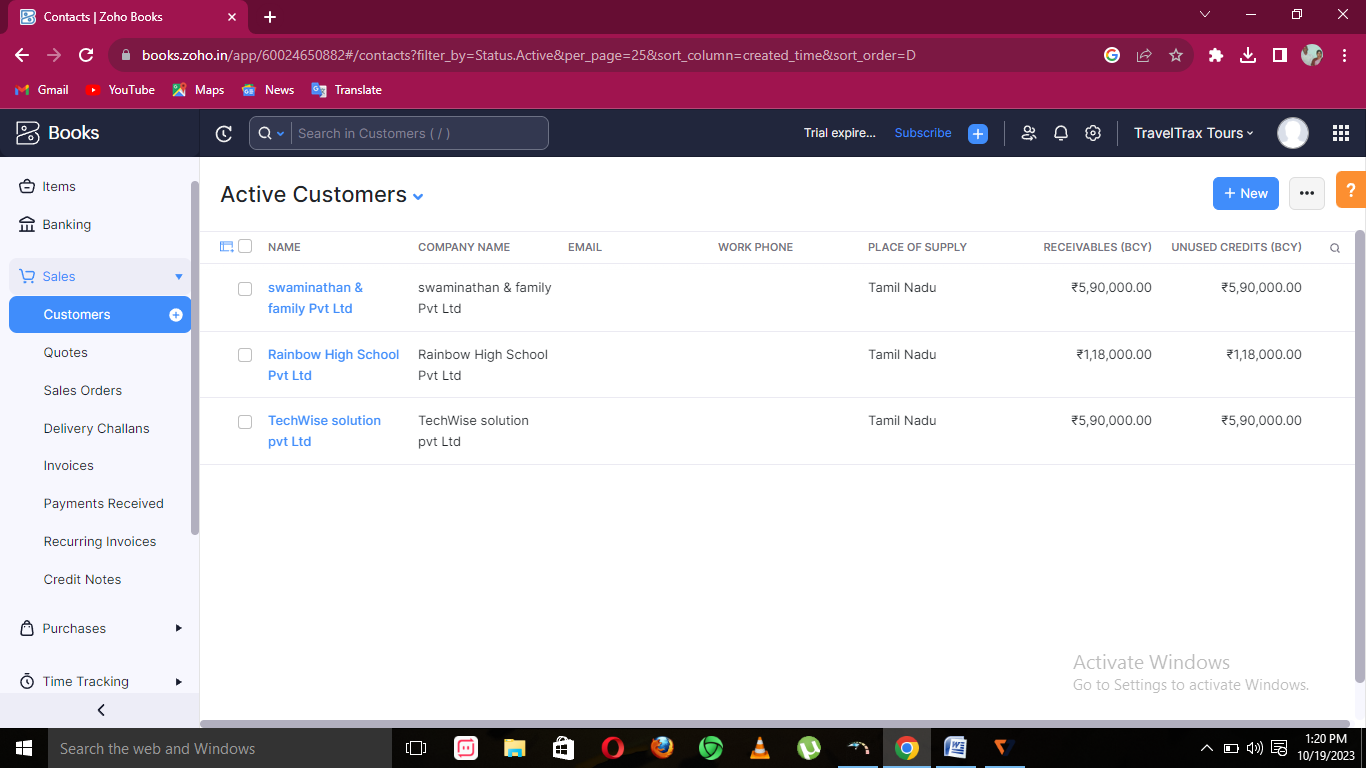 Contacts | Zoho Books
books.zoho.in/app/60024650882#/contacts?filter_by=Status.Active&per_page=25&sort_column=created_time&sort_order=D
Gmail YouTube Maps News Translate
Books
Search in Customers ( / )
Trial expire... Subscribe
TravelTrax Tours
Items
Banking
Sales
Customers
Quotes
Sales Orders
Delivery Challans
Invoices
Payments Received
Recurring Invoices
Credit Notes
Purchases
Time Tracking
Active Customers
+ New
?
NAME COMPANY NAME EMAIL WORK PHONE PLACE OF SUPPLY RECEIVABLES (BCY) UNUSED CREDITS (BCY)
swaminathan & swaminathan & family Tamil Nadu ₹5,90,000.00 ₹5,90,000.00
family Pvt Ltd Pvt Ltd
Rainbow High School Rainbow High School Tamil Nadu ₹1,18,000.00 ₹1,18,000.00
Pvt Ltd Pvt Ltd
TechWise solution TechWise solution Tamil Nadu ₹5,90,000.00 ₹5,90,000.00
pvt Ltd pvt Ltd
Activate Windows
Go to Settings to activate Windows.
Search the web and Windows
1:20 PM
10/19/2023